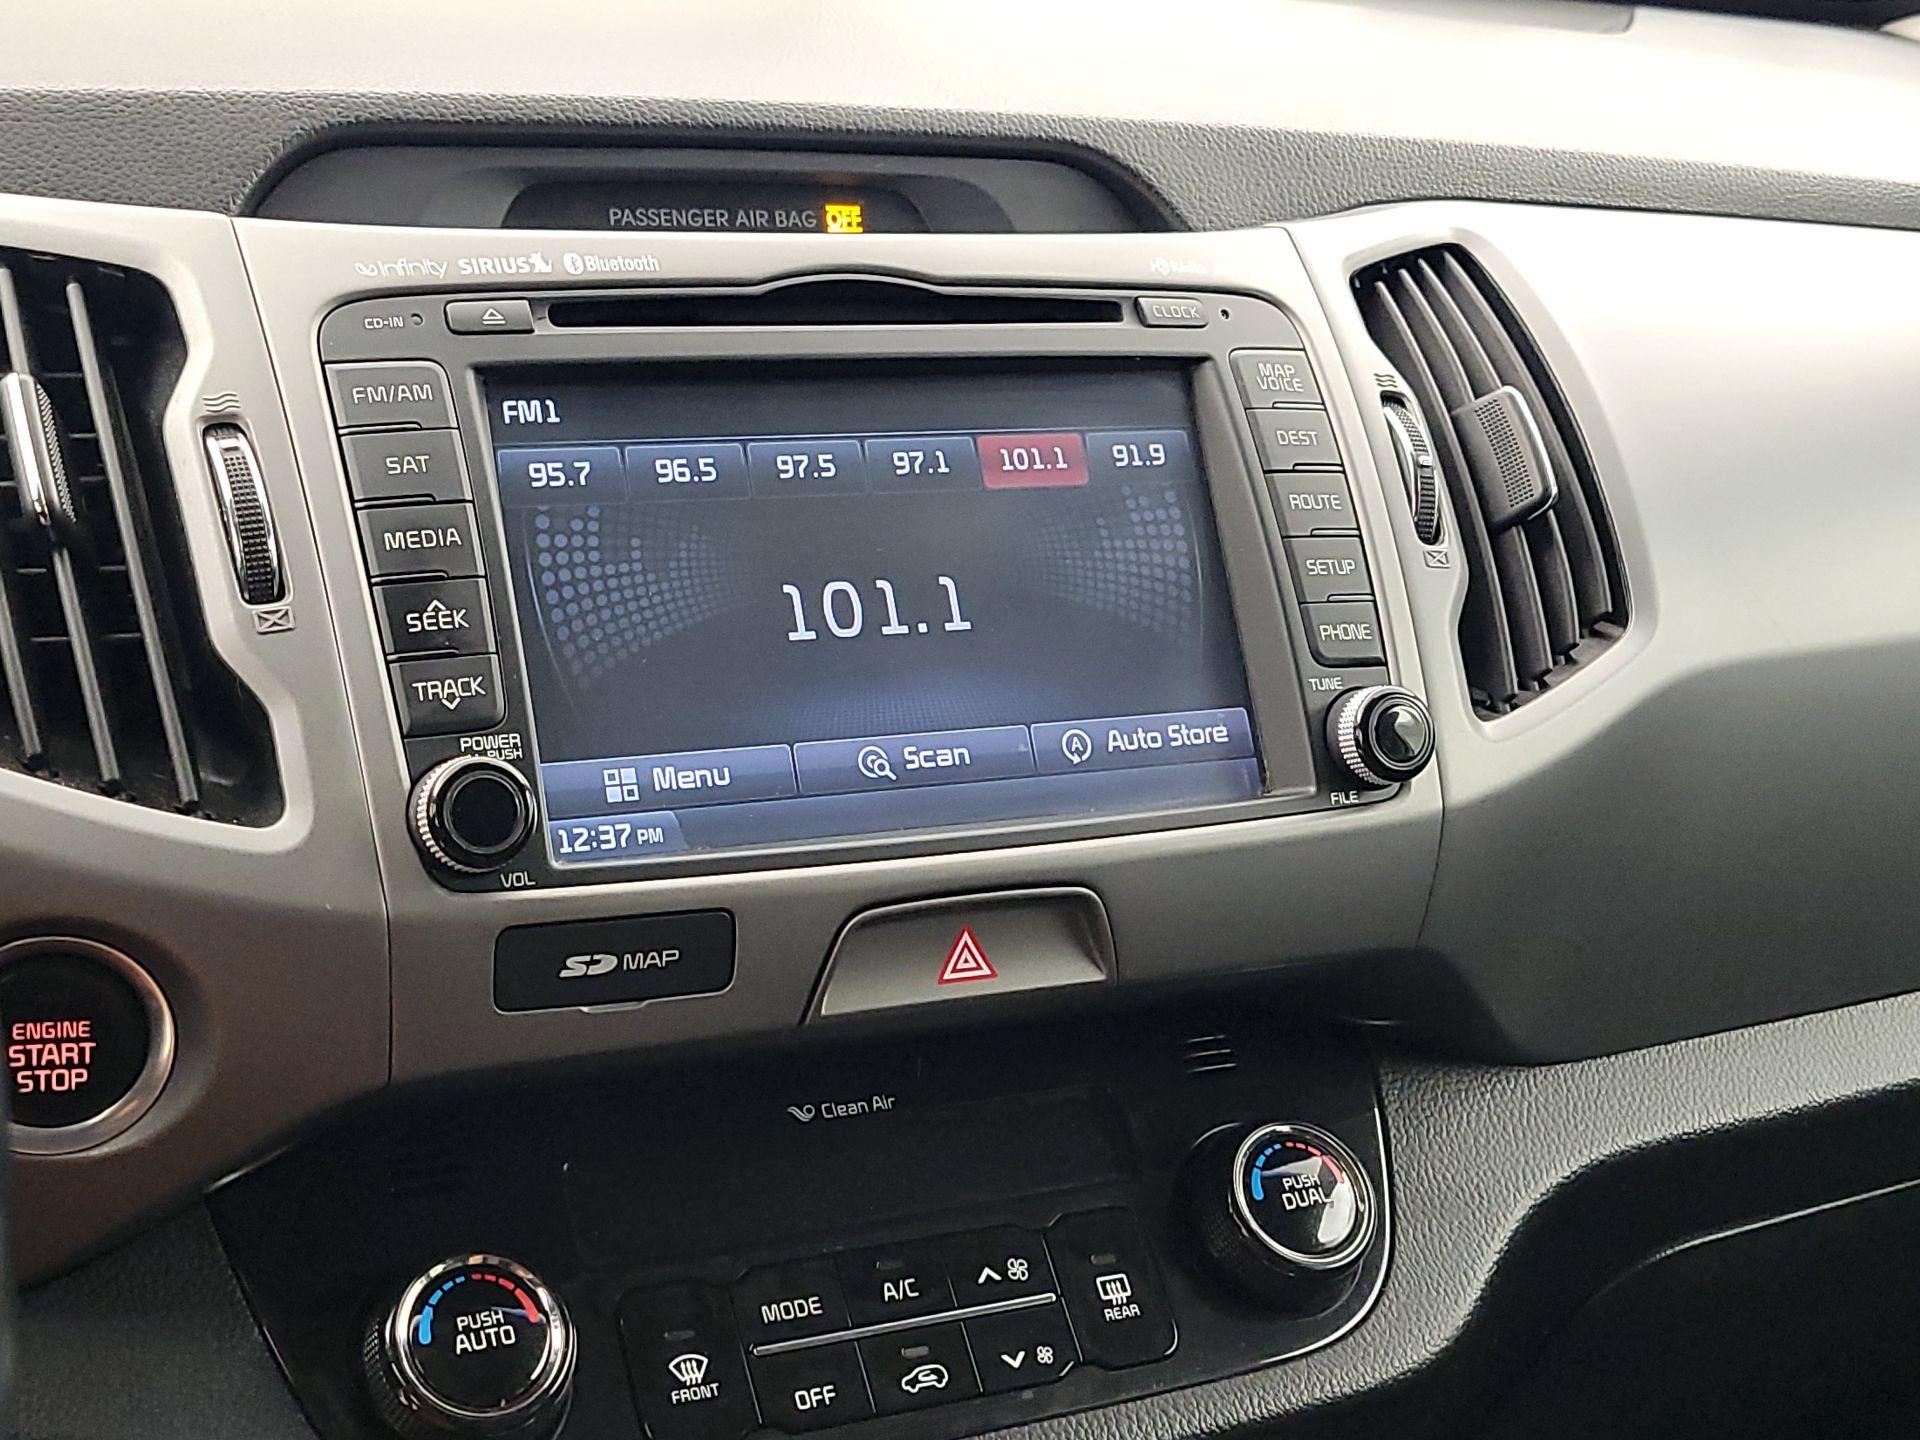 PASSENGER AIR BAG OFF
Infinity SIRIUS Bluetooth
HD Radio
CD-IN
CLOCK
FM/AM
SAT
MEDIA
SEEK
TRACK
POWER
PUSH
VOL
FM1
95.7 96.5 97.5 97.1 101.1 91.9
101.1
Menu Scan Auto Store
12:37 PM
MAP
VOICE
DEST
ROUTE
SETUP
PHONE
TUNE
FILE
SD MAP
ENGINE
START
STOP
Clean Air
PUSH
AUTO
PUSH
DUAL
MODE A/C
FRONT
OFF
REAR